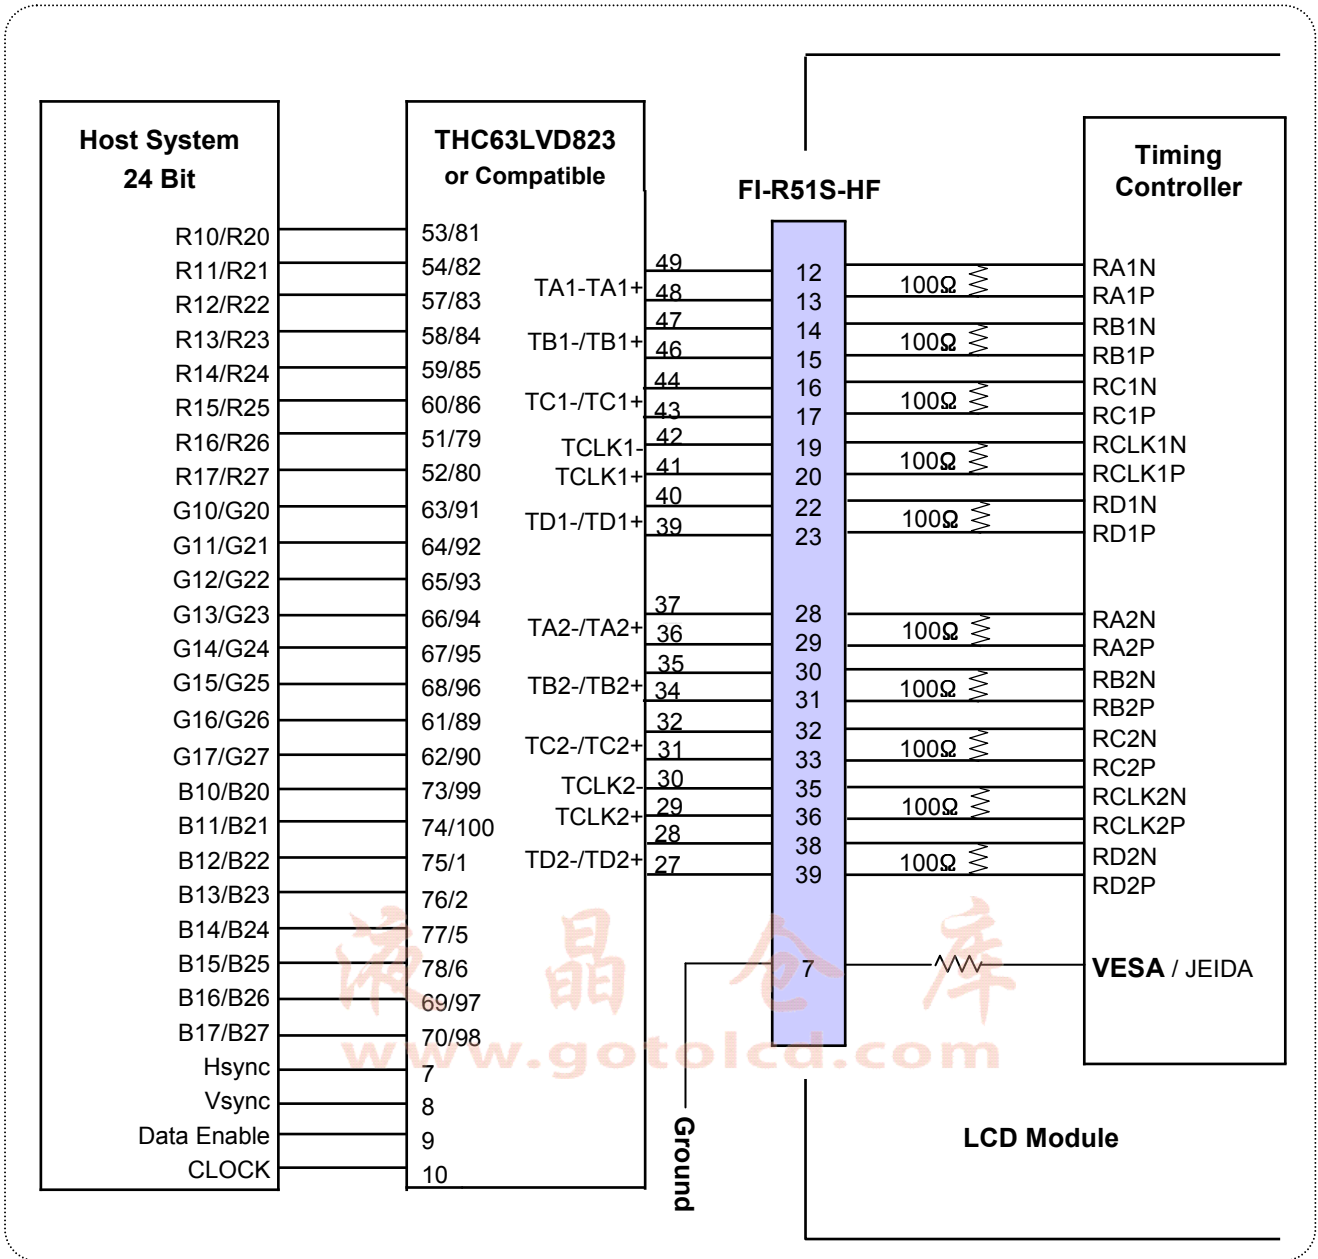 Host System
24 Bit
R10/R20
R11/R21
R12/R22
R13/R23
R14/R24
R15/R25
R16/R26
R17/R27
G10/G20
G11/G21
G12/G22
G13/G23
G14/G24
G15/G25
G16/G26
G17/G27
B10/B20
B11/B21
B12/B22
B13/B23
B14/B24
B15/B25
B16/B26
B17/B27
Hsync
Vsync
Data Enable
CLOCK
THC63LVD823
or Compatible
53/81
54/82
57/83
58/84
59/85
60/86
51/79
52/80
63/91
64/92
65/93
66/94
67/95
68/96
61/89
62/90
73/99
74/100
75/1
76/2
77/5
78/6
69/97
70/98
7
8
9
10
TA1-TA1+
TB1-/TB1+
TC1-/TC1+
TCLK1-
TCLK1+
TD1-/TD1+
TA2-/TA2+
TB2-/TB2+
TC2-/TC2+
TCLK2-
TCLK2+
TD2-/TD2+
49
48
47
46
44
43
42
41
40
39
37
36
35
34
32
31
30
29
28
27
Ground
FI-R51S-HF
12
13
14
15
16
17
19
20
22
23
28
29
30
31
32
33
35
36
38
39
7
100Ω
100Ω
100Ω
100Ω
100Ω
100Ω
100Ω
100Ω
100Ω
100Ω
Timing
Controller
RA1N
RA1P
RB1N
RB1P
RC1N
RC1P
RCLK1N
RCLK1P
RD1N
RD1P
RA2N
RA2P
RB2N
RB2P
RC2N
RC2P
RCLK2N
RCLK2P
RD2N
RD2P
VESA / JEIDA
LCD Module
液晶仓库
www.gotolcd.com